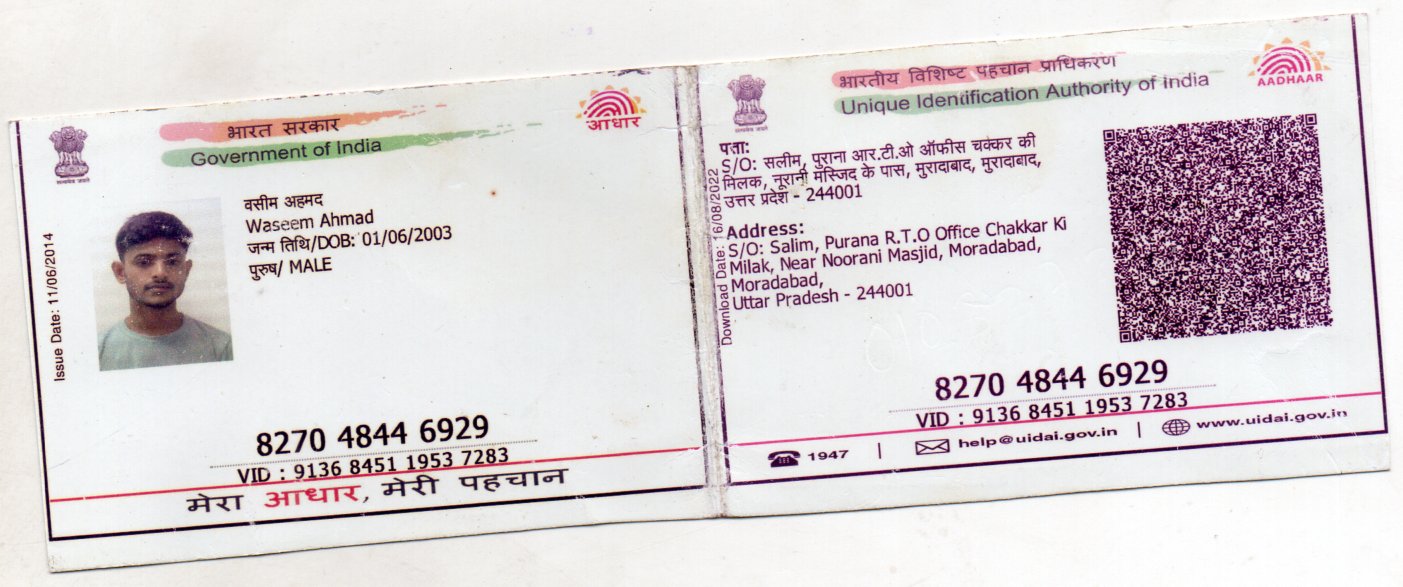 भारत सरकार
Government of India
आधार
Issue Date: 11/06/2014
वसीम अहमद
Waseem Ahmad
जन्म तिथि/DOB: 01/06/2003
पुरुष/ MALE
8270 4844 6929
VID : 9136 8451 1953 7283
मेरा आधार, मेरी पहचान
भारतीय विशिष्ट पहचान प्राधिकरण
Unique Identification Authority of India
AADHAAR
Download Date: 16/08/2022
पता:
S/O: सलीम, पुराना आर.टी.ओ ऑफीस चक्कर की
मिलक, नूरानी मस्जिद के पास, मुरादाबाद, मुरादाबाद,
उत्तर प्रदेश - 244001
Address:
S/O: Salim, Purana R.T.O Office Chakkar Ki
Milak, Near Noorani Masjid, Moradabad,
Moradabad,
Uttar Pradesh - 244001
8270 4844 6929
VID : 9136 8451 1953 7283
1947 | help@uidai.gov.in | www.uidai.gov.in